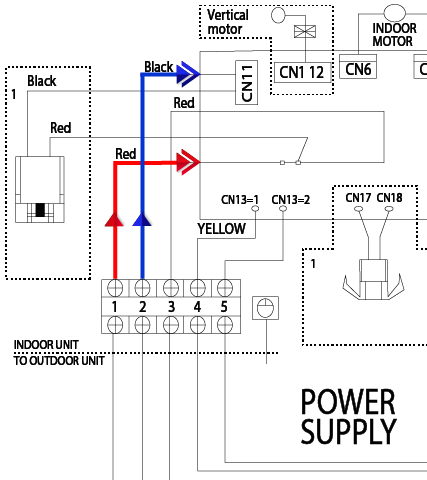 Vertical
motor
INDOOR
MOTOR
Black
CN11
CN1 12
CN6
C
1
Black
Red
Red
Red
CN13=1
CN13=2
CN17
CN18
YELLOW
1
1 2 3 4 5
INDOOR UNIT
TO OUTDOOR UNIT
POWER
SUPPLY